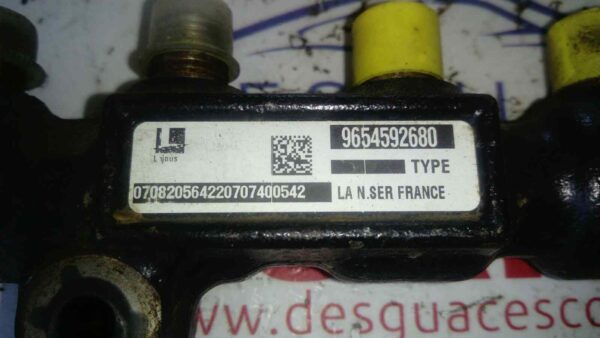 9654592680
TYPE
070820564220707400542
LA N.SER FRANCE
www.desguacesco